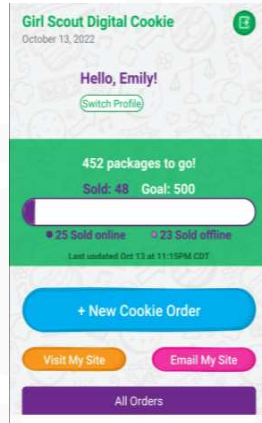 Girl Scout Digital Cookie
October 13, 2022
Hello, Emily!
Switch Profile
452 packages to go!
Sold: 48 Goal: 500
25 Sold online 23 Sold offline
Last updated Oct 13 at 11:15PM CDT
+ New Cookie Order
Visit My Site
Email My Site
All Orders